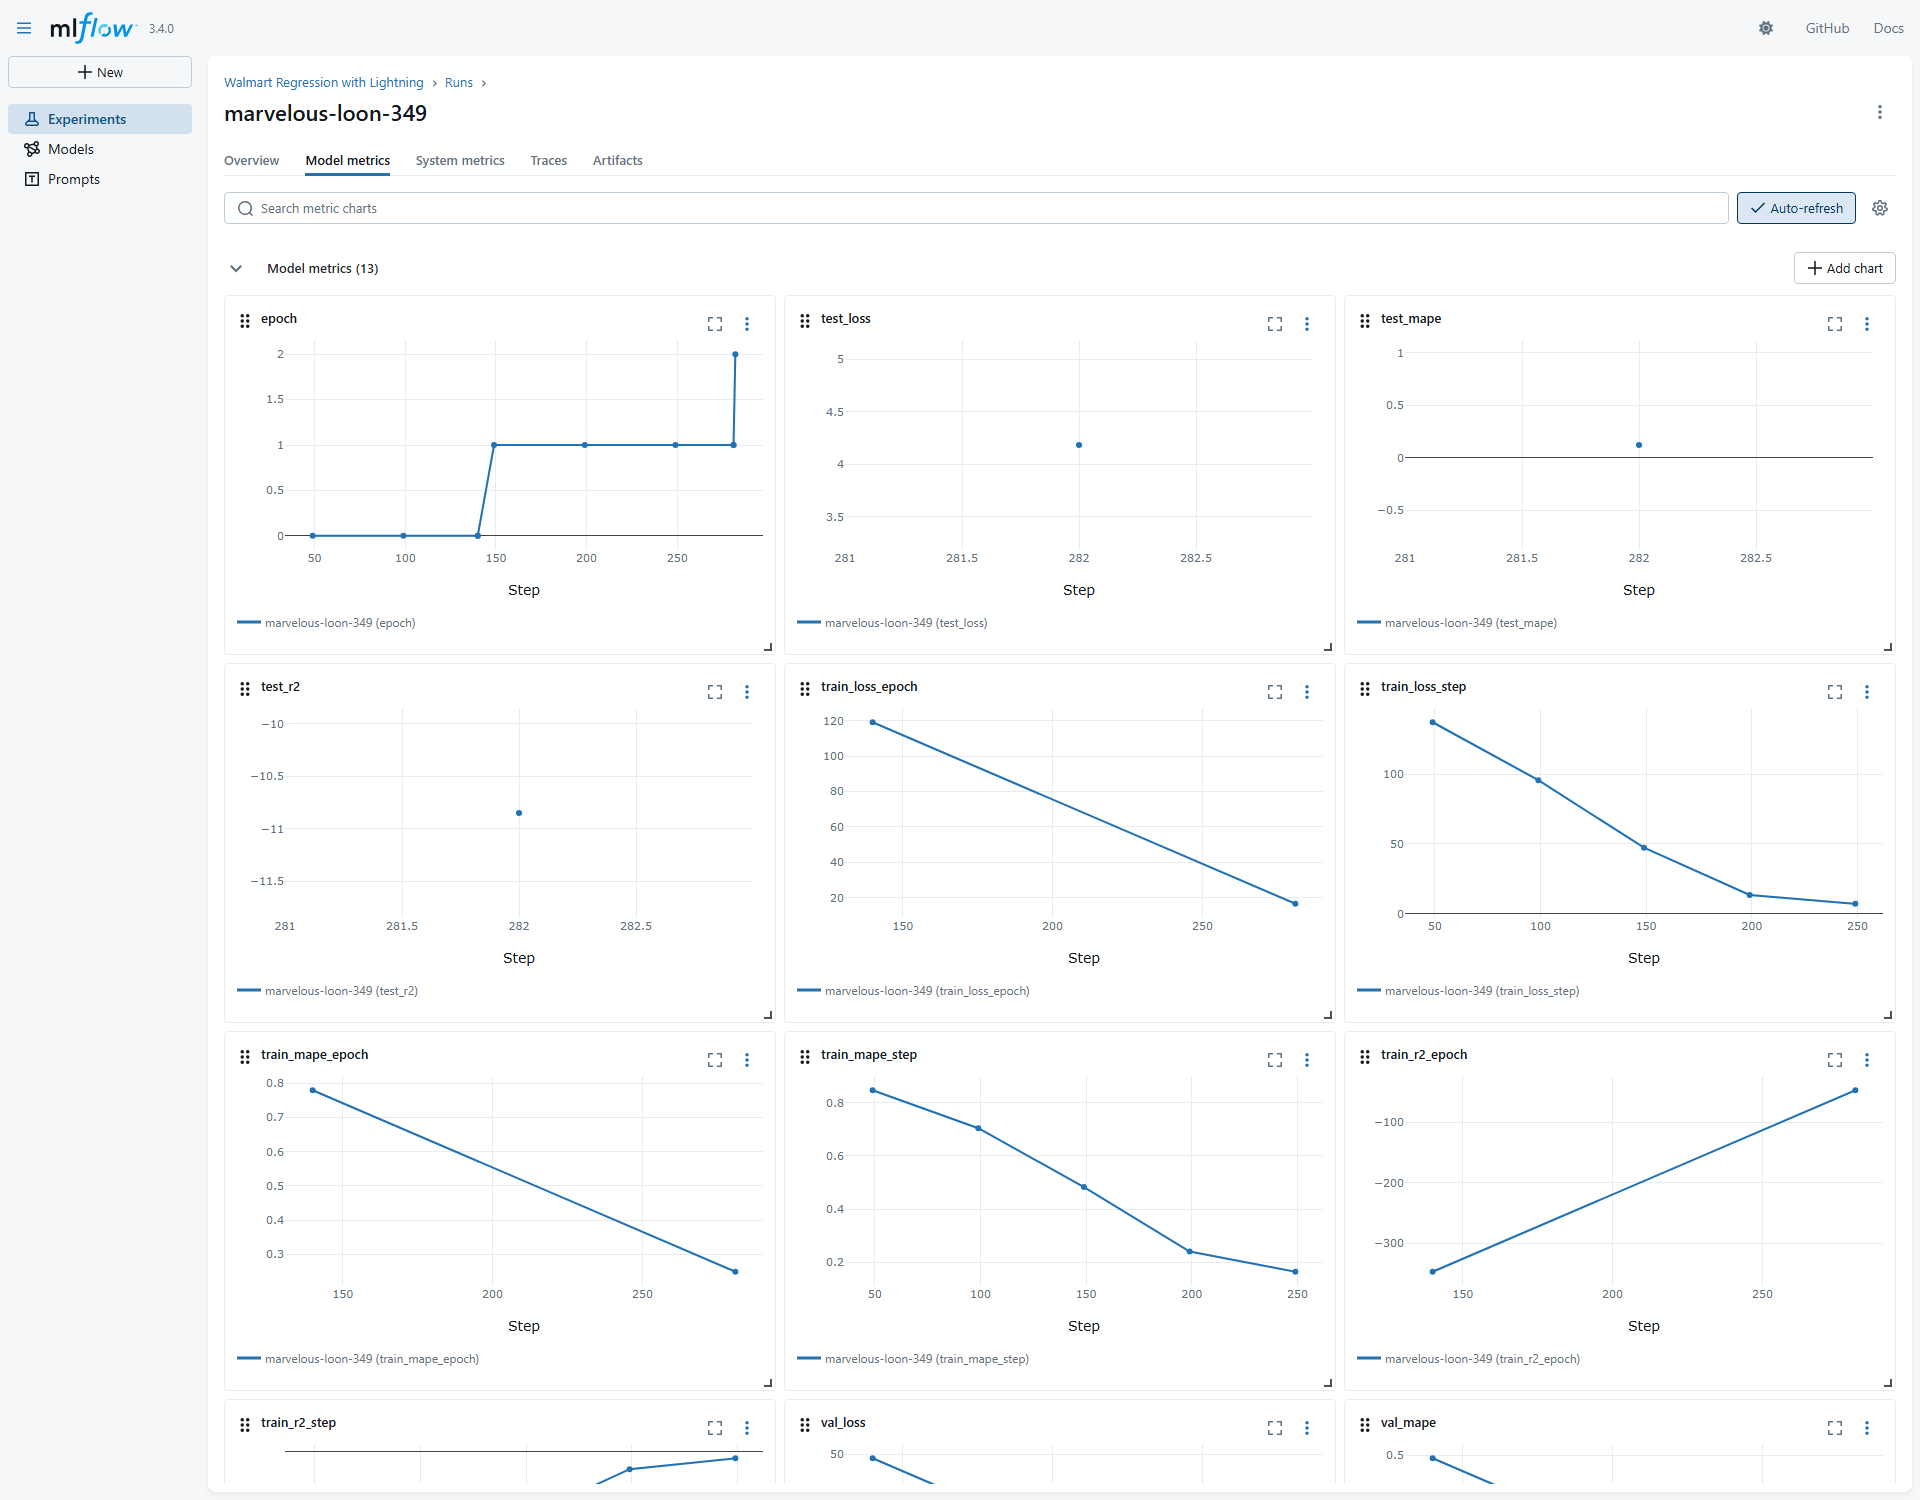 mlflow 3.4.0
GitHub Docs
New
Experiments
Models
Prompts
Walmart Regression with Lightning > Runs >
marvelous-loon-349
Overview Model metrics System metrics Traces Artifacts
Search metric charts
Auto-refresh
Model metrics (13)
Add chart
epoch
2
1.5
1
0.5
0
50 100 150 200 250
Step
marvelous-loon-349 (epoch)
test_loss
5
4.5
4
3.5
281 281.5 282 282.5
Step
marvelous-loon-349 (test_loss)
test_mape
1
0.5
0
−0.5
281 281.5 282 282.5
Step
marvelous-loon-349 (test_mape)
test_r2
−10
−10.5
−11
−11.5
281 281.5 282 282.5
Step
marvelous-loon-349 (test_r2)
train_loss_epoch
120
100
80
60
40
20
150 200 250
Step
marvelous-loon-349 (train_loss_epoch)
train_loss_step
100
50
0
50 100 150 200 250
Step
marvelous-loon-349 (train_loss_step)
train_mape_epoch
0.8
0.7
0.6
0.5
0.4
0.3
150 200 250
Step
marvelous-loon-349 (train_mape_epoch)
train_mape_step
0.8
0.6
0.4
0.2
50 100 150 200 250
Step
marvelous-loon-349 (train_mape_step)
train_r2_epoch
−100
−200
−300
150 200 250
Step
marvelous-loon-349 (train_r2_epoch)
train_r2_step
val_loss
50
val_mape
0.5